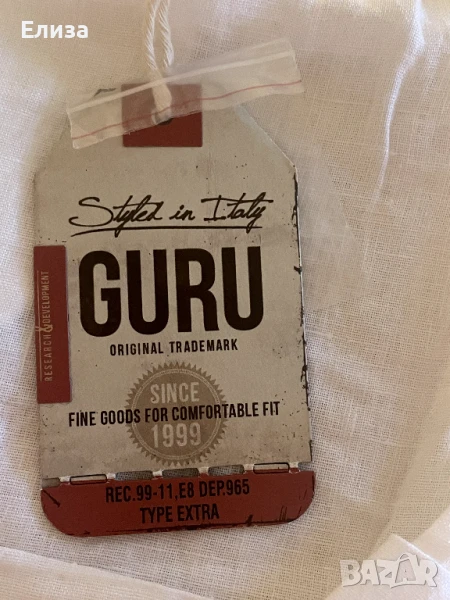 Елиза
Styled in Italy
GURU
ORIGINAL TRADEMARK
RESEARCH & DEVELOPMENT
SINCE
FINE GOODS FOR COMFORTABLE FIT
1999
REC.99-11,E8 DEP.965
TYPE EXTRA
BAZAR